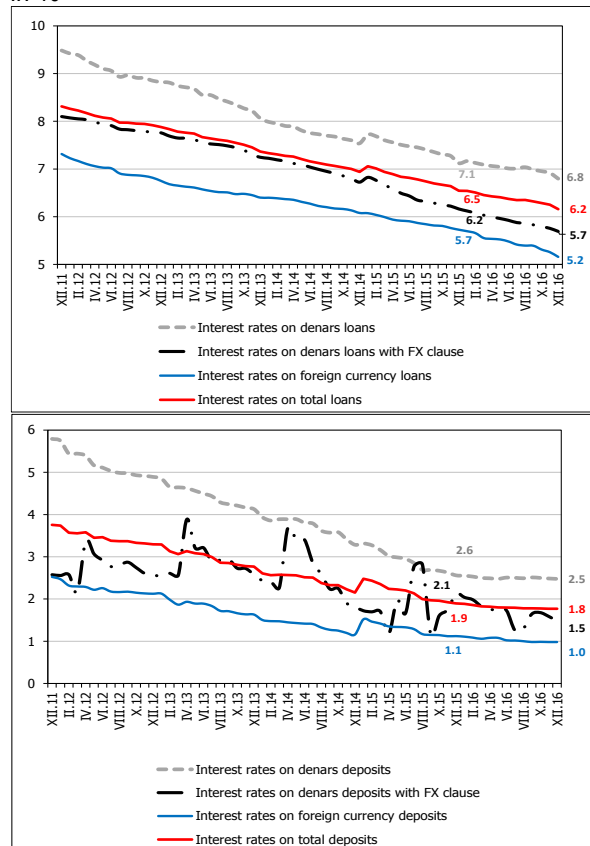 10
9
8
7
6
5
7.1
6.5
6.2
5.7
6.8
6.2
5.7
5.2
XII.11
II.12
IV.12
VI.12
VIII.12
X.12
XII.12
II.13
IV.13
VI.13
VIII.13
X.13
XII.13
II.14
IV.14
VI.14
VIII.14
X.14
XII.14
II.15
IV.15
VI.15
VIII.15
X.15
XII.15
II.16
IV.16
VI.16
VIII.16
X.16
XII.16
Interest rates on denars loans
Interest rates on denars loans with FX clause
Interest rates on foreign currency loans
Interest rates on total loans
6
5
4
3
2
1
0
2.6
2.1
1.9
1.1
2.5
1.8
1.5
1.0
XII.11
II.12
IV.12
VI.12
VIII.12
X.12
XII.12
II.13
IV.13
VI.13
VIII.13
X.13
XII.13
II.14
IV.14
VI.14
VIII.14
X.14
XII.14
II.15
IV.15
VI.15
VIII.15
X.15
XII.15
II.16
IV.16
VI.16
VIII.16
X.16
XII.16
Interest rates on denars deposits
Interest rates on denars deposits with FX clause
Interest rates on foreign currency deposits
Interest rates on total deposits